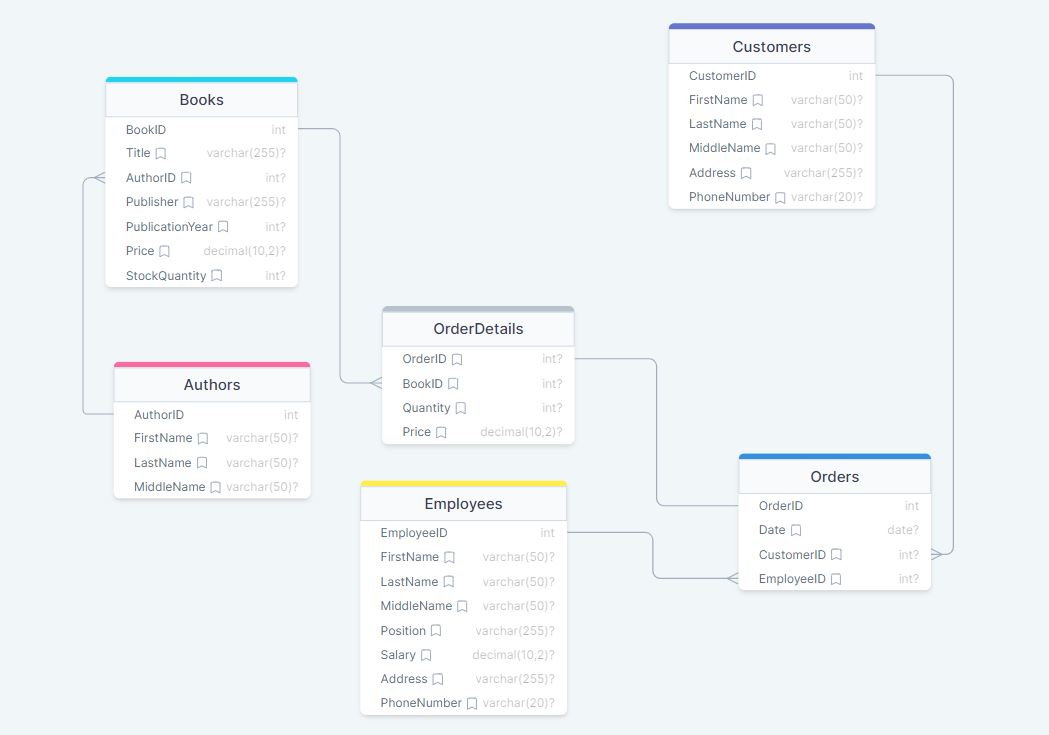 Customers
CustomerID int
FirstName varchar(50)?
LastName varchar(50)?
MiddleName varchar(50)?
Address varchar(255)?
PhoneNumber varchar(20)?
Books
BookID int
Title varchar(255)?
AuthorID int?
Publisher varchar(255)?
PublicationYear int?
Price decimal(10,2)?
StockQuantity int?
OrderDetails
OrderID int?
BookID int?
Quantity int?
Price decimal(10,2)?
Authors
AuthorID int
FirstName varchar(50)?
LastName varchar(50)?
MiddleName varchar(50)?
Orders
OrderID int
Date date?
CustomerID int?
EmployeeID int?
Employees
EmployeeID int
FirstName varchar(50)?
LastName varchar(50)?
MiddleName varchar(50)?
Position varchar(255)?
Salary decimal(10,2)?
Address varchar(255)?
PhoneNumber varchar(20)?